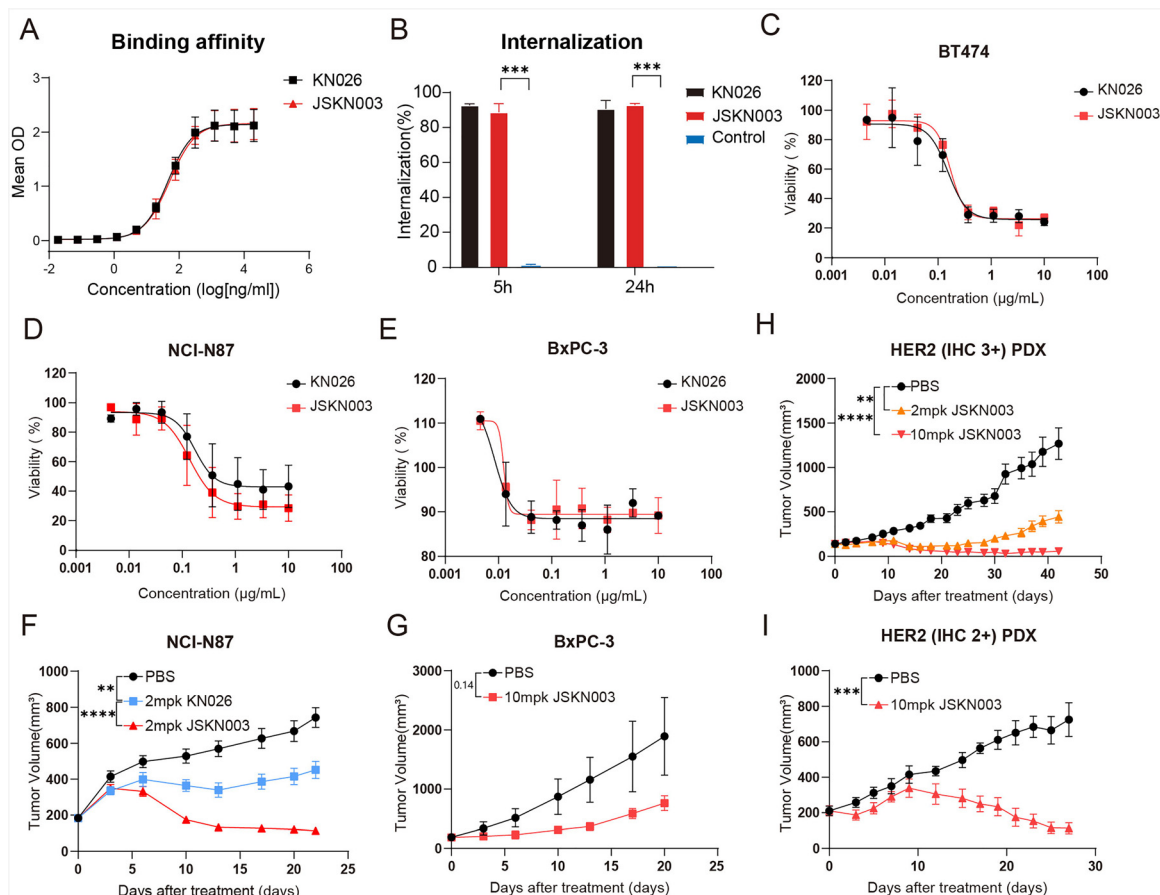 A
Binding affinity
KN026
JSKN003
Mean OD
3
2
1
0
-2 0 2 4 6
Concentration (log[ng/ml])
B
Internalization
***
***
KN026
JSKN003
Control
Internalization(%)
100
80
60
40
20
0
5h 24h
C
BT474
KN026
JSKN003
Viability ( %)
120
100
80
60
40
20
0
0.001 0.01 0.1 1 10 100
Concentration (μg/mL)
D
NCI-N87
KN026
JSKN003
Viability ( %)
120
100
80
60
40
20
0
0.001 0.01 0.1 1 10 100
Concentration (μg/mL)
E
BxPC-3
KN026
JSKN003
Viability ( %)
120
110
100
90
80
0.001 0.01 0.1 1 10 100
Concentration (μg/mL)
H
HER2 (IHC 3+) PDX
PBS
2mpk JSKN003
10mpk JSKN003
**
****
Tumor Volume(mm³)
2000
1500
1000
500
0
0 10 20 30 40 50
Days after treatment (days)
F
NCI-N87
PBS
2mpk KN026
2mpk JSKN003
**
****
Tumor Volume(mm³)
1000
800
600
400
200
0
0 5 10 15 20 25
Days after treatment (days)
G
BxPC-3
PBS
10mpk JSKN003
0.14
Tumor Volume(mm³)
3000
2000
1000
0
0 5 10 15 20 25
Days after treatment (days)
I
HER2 (IHC 2+) PDX
PBS
10mpk JSKN003
***
Tumor Volume(mm³)
1000
800
600
400
200
0
0 10 20 30
Days after treatment (days)